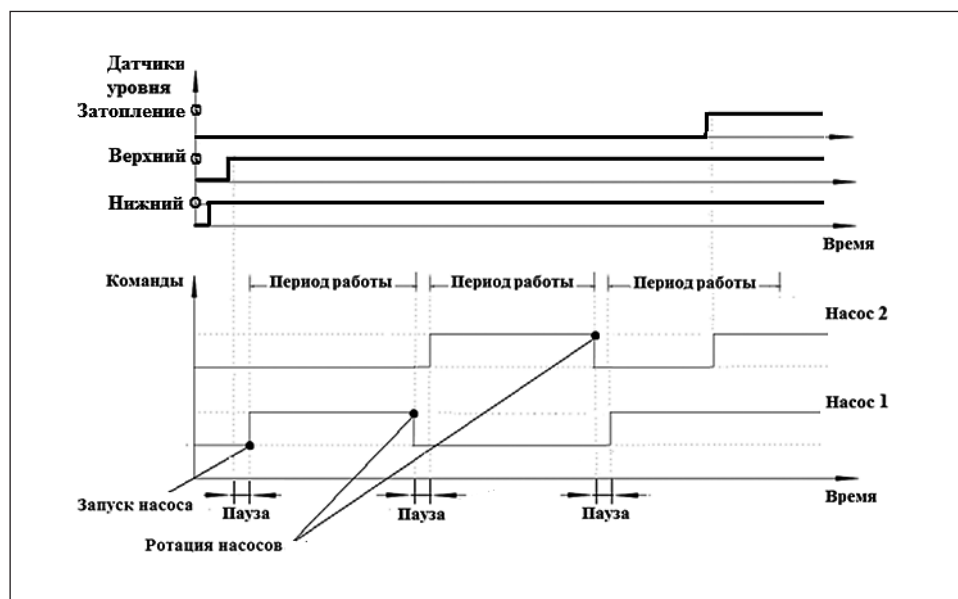 Датчики
уровня
Затопление
Верхний
Нижний
Время
Команды
Период работы
Период работы
Период работы
Насос 2
Насос 1
Запуск насоса
Пауза
Пауза
Пауза
Время
Ротация насосов